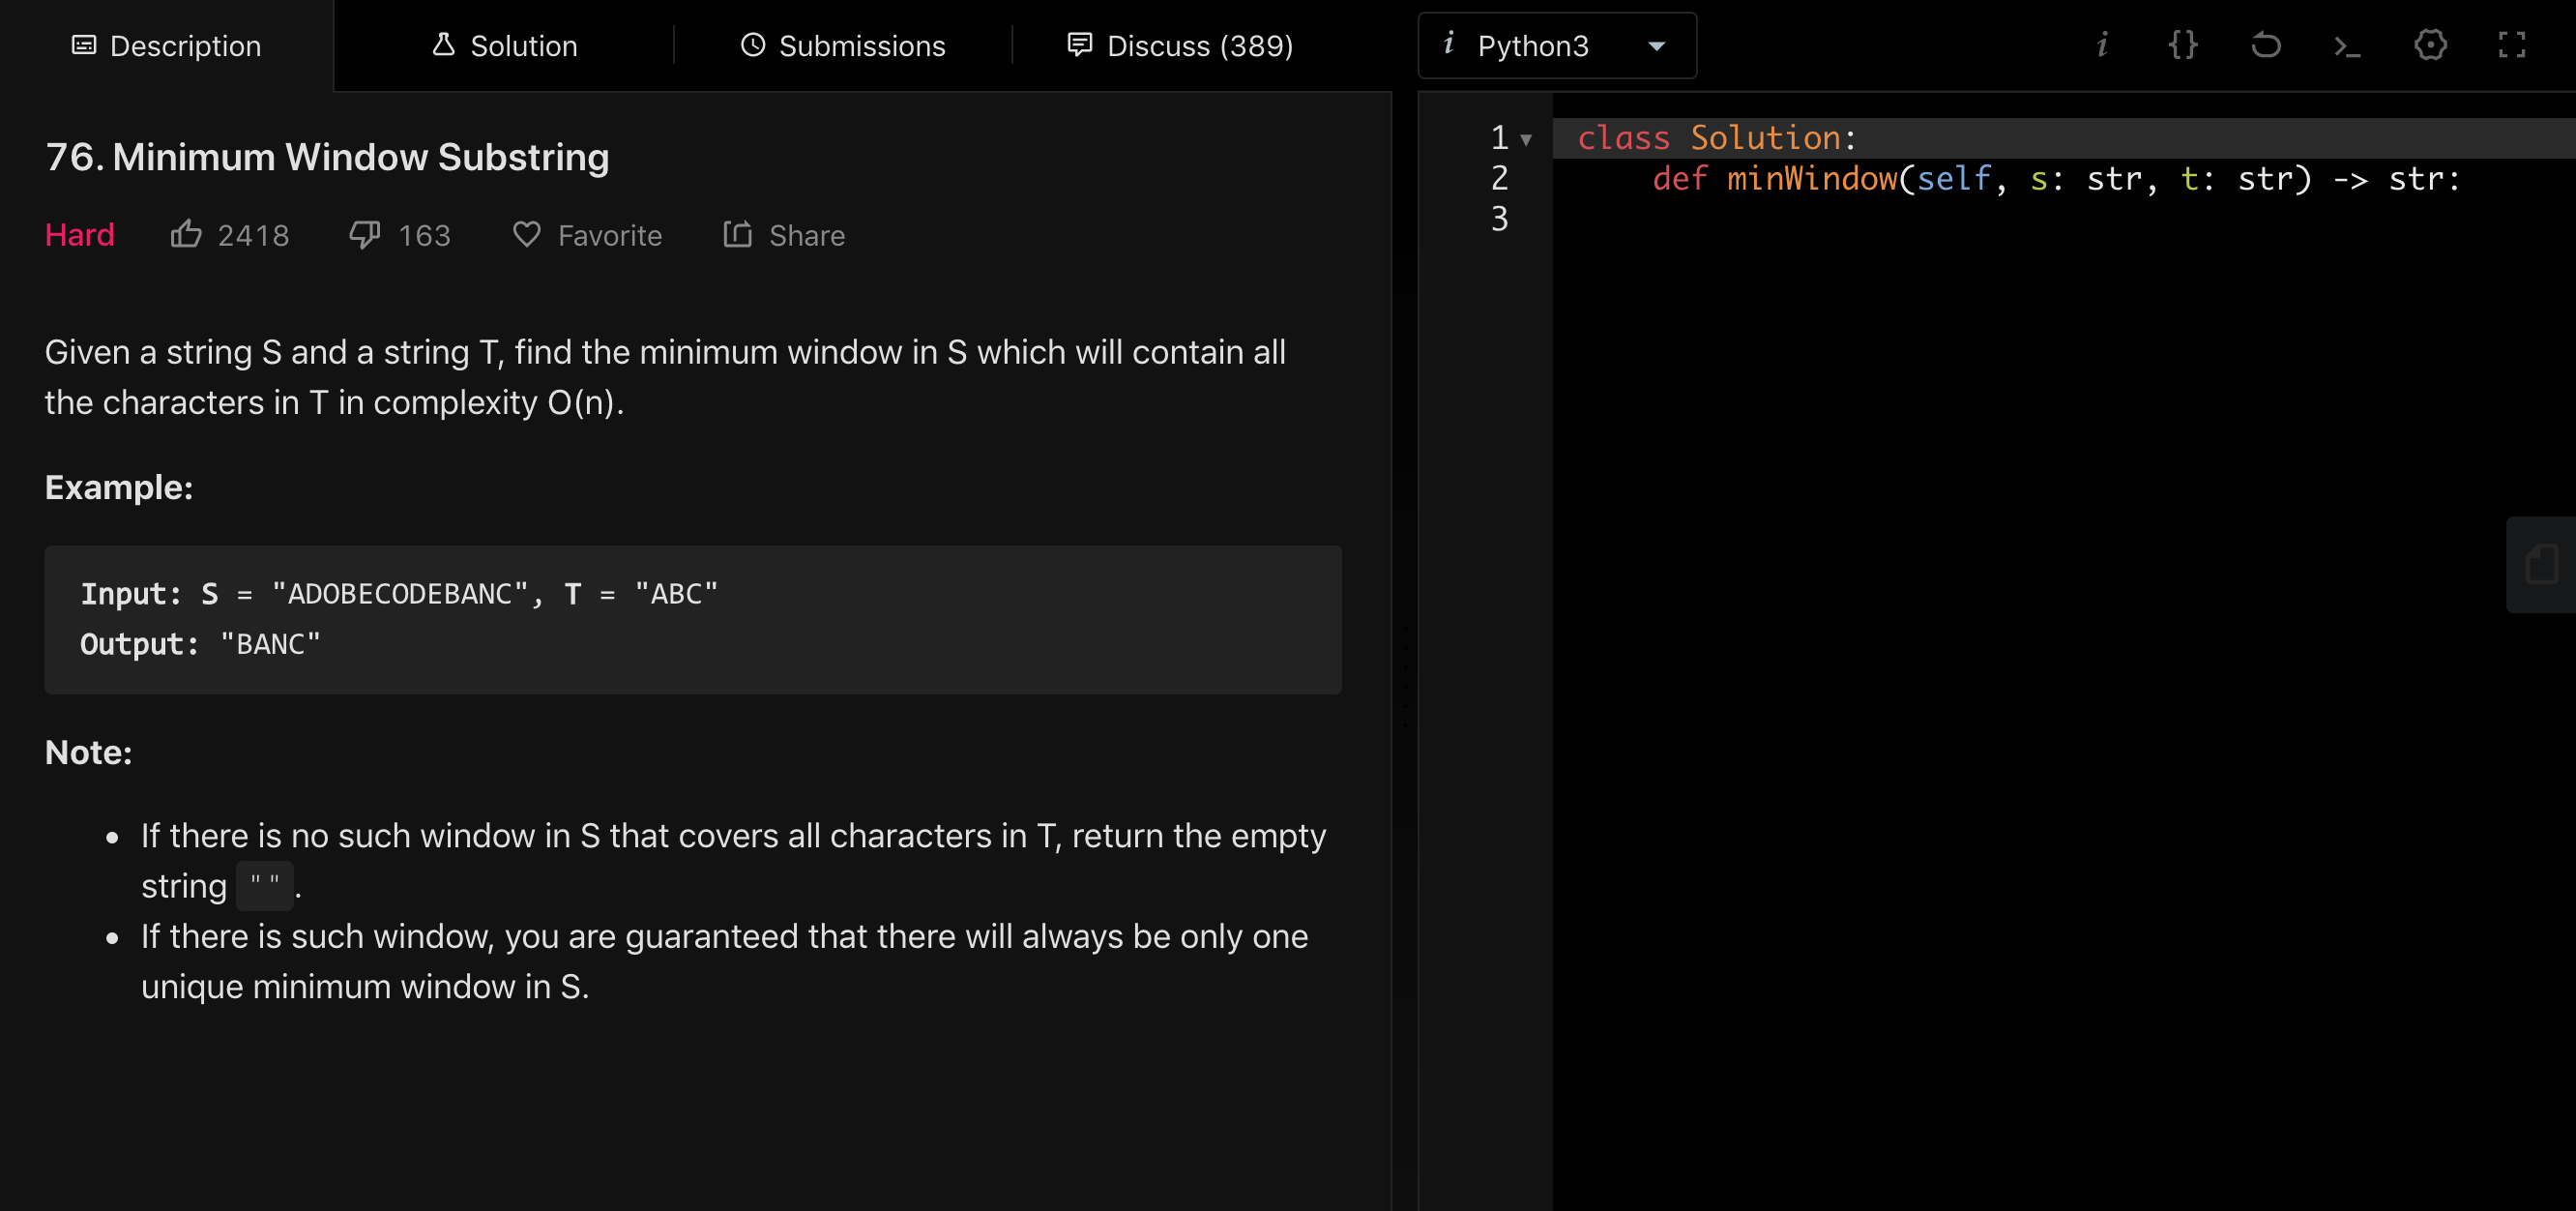 Description
Solution
Submissions
Discuss (389)
i Python3
i {} >_
76. Minimum Window Substring
Hard 2418 163 Favorite Share
Given a string S and a string T, find the minimum window in S which will contain all
the characters in T in complexity O(n).
Example:
Input: S = "ADOBECODEBANC", T = "ABC"
Output: "BANC"
Note:
• If there is no such window in S that covers all characters in T, return the empty
string "".
• If there is such window, you are guaranteed that there will always be only one
unique minimum window in S.
1 class Solution:
2 def minWindow(self, s: str, t: str) -> str:
3